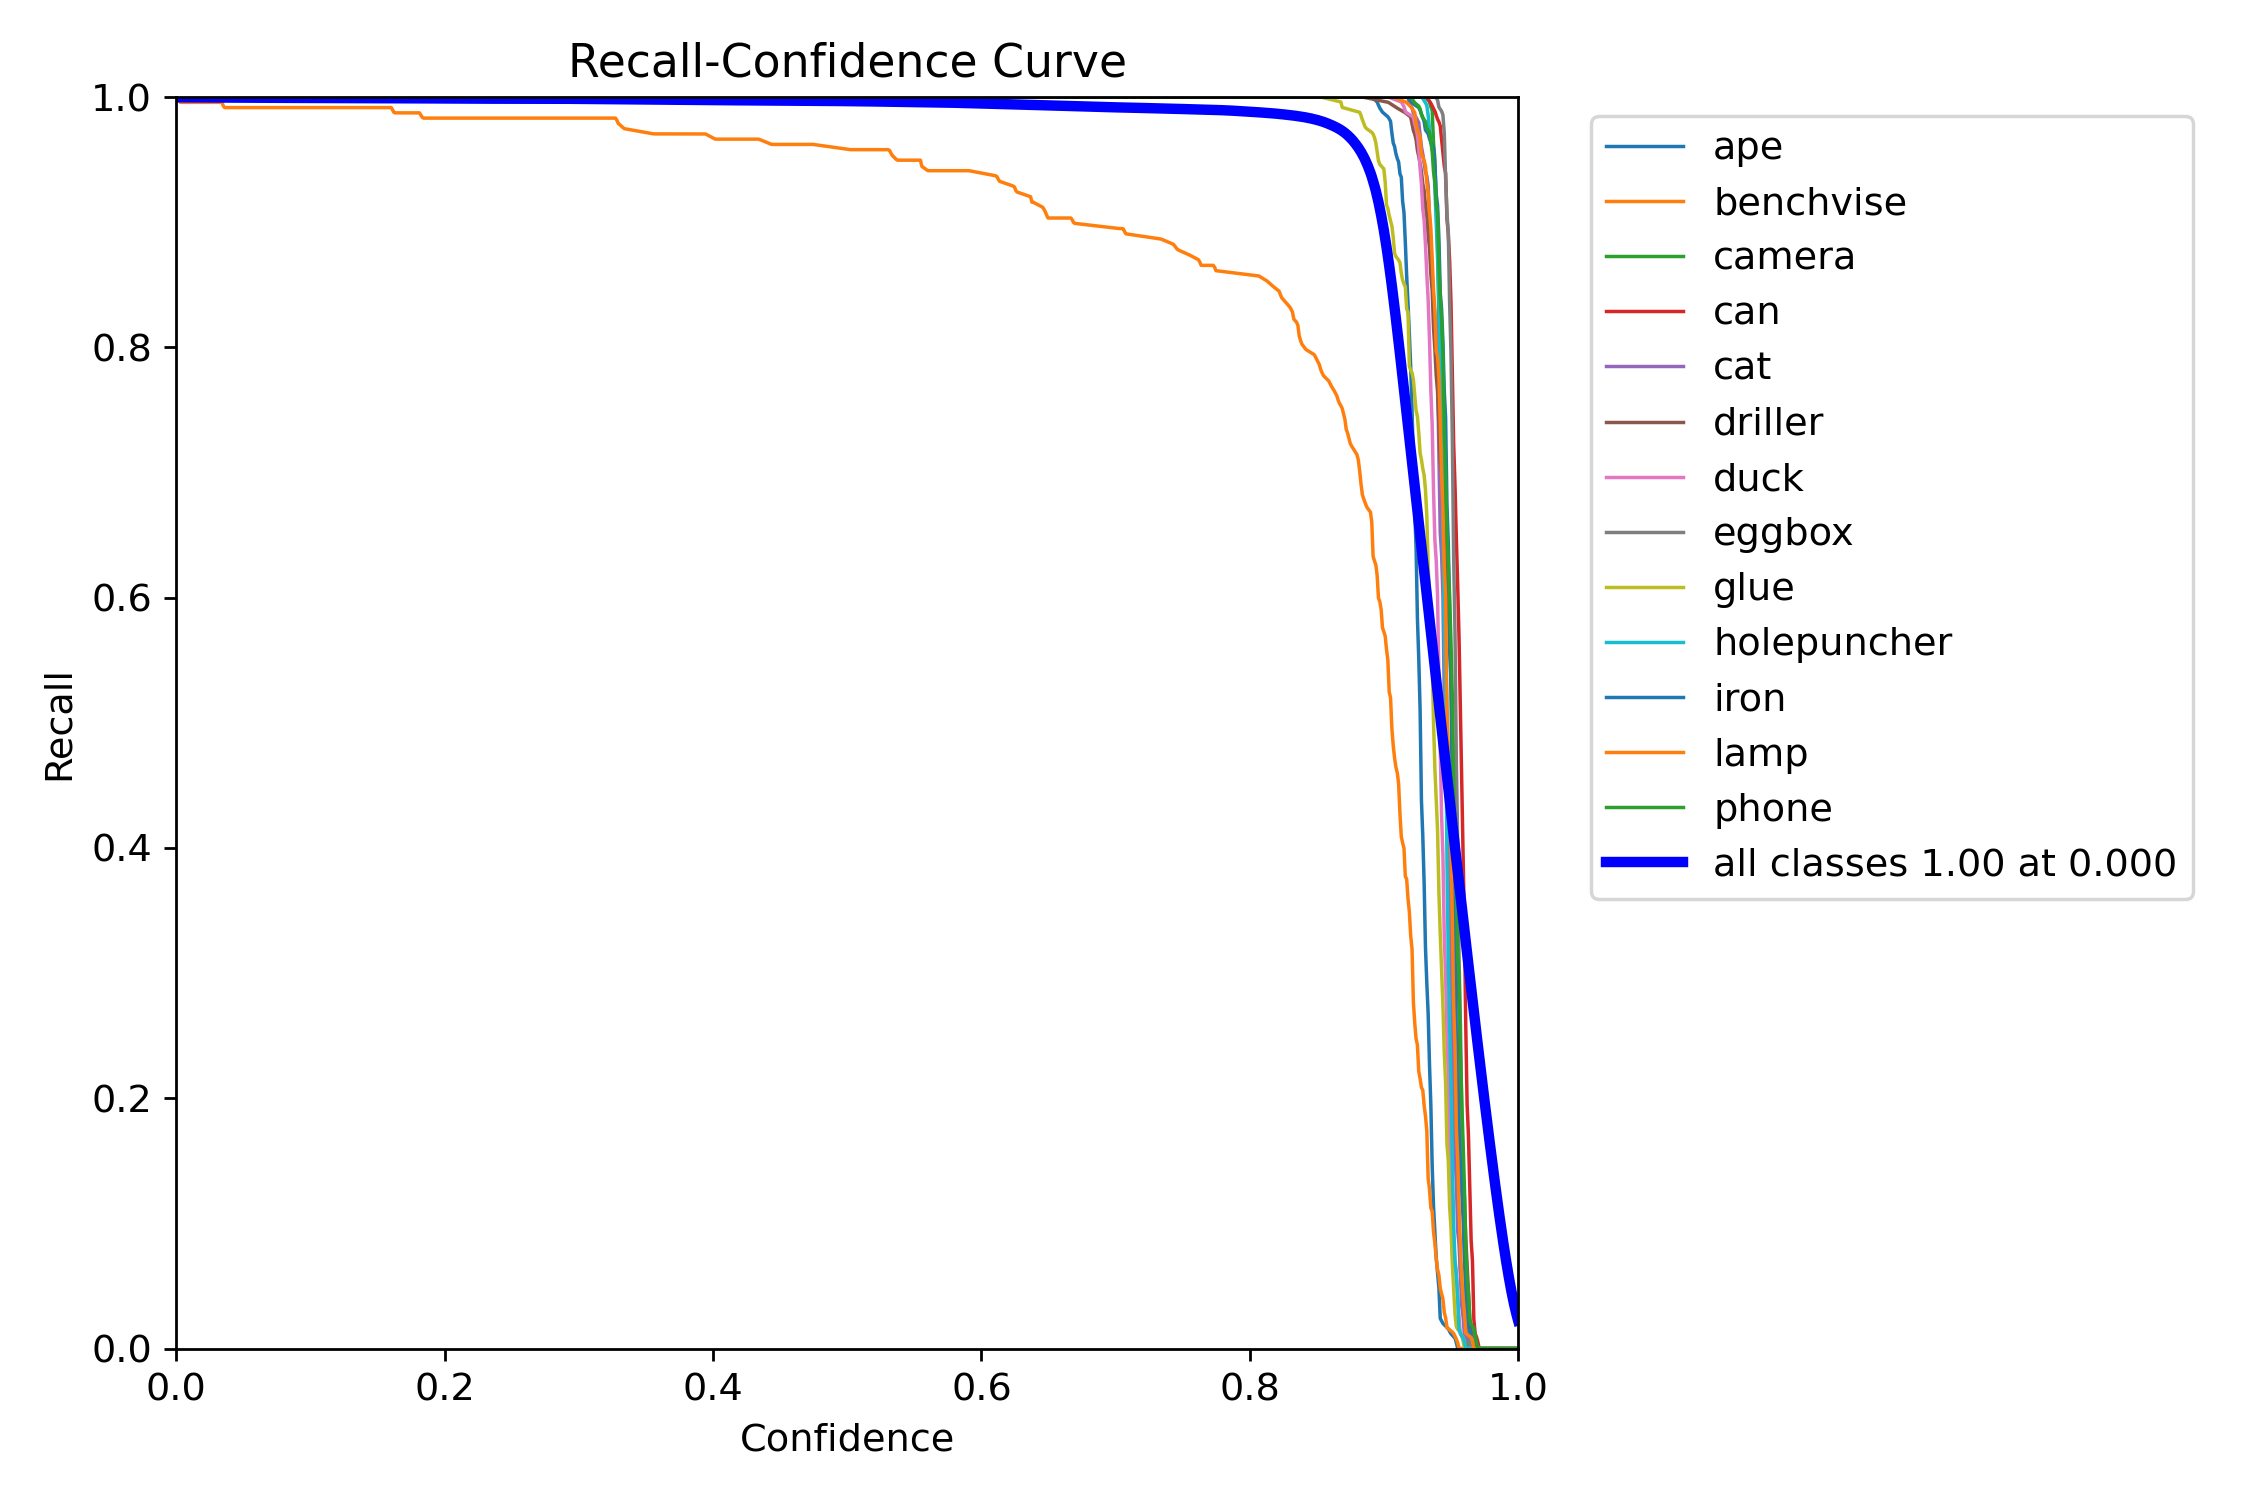 Recall-Confidence Curve
1.0
0.8
0.6
0.4
0.2
0.0
Recall
0.0 0.2 0.4 0.6 0.8 1.0
Confidence
ape
benchvise
camera
can
cat
driller
duck
eggbox
glue
holepuncher
iron
lamp
phone
all classes 1.00 at 0.000